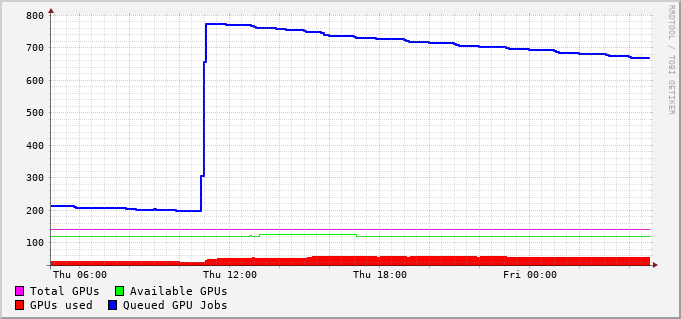 800
700
600
500
400
300
200
100
Thu 06:00 Thu 12:00 Thu 18:00 Fri 00:00
Total GPUs Available GPUs
GPUs used Queued GPU Jobs
RRDTOOL / TOBI OETIKER